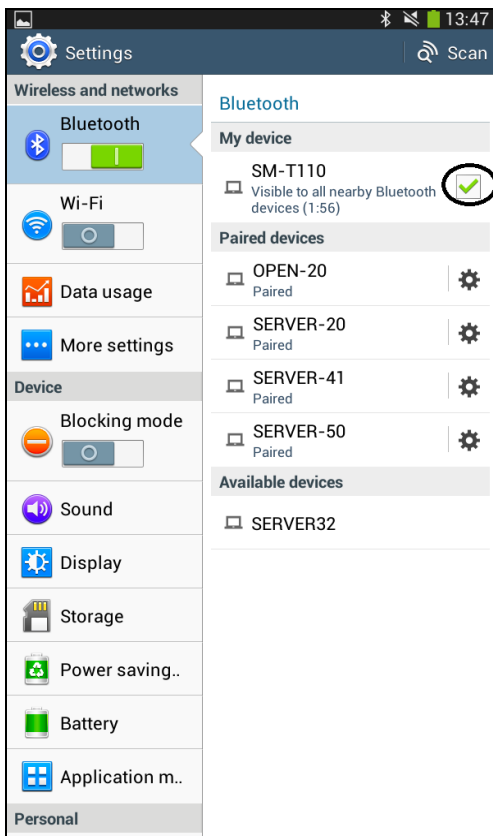 13:47
Settings
Scan
Wireless and networks
Bluetooth
Wi-Fi
Data usage
More settings
Device
Blocking mode
Sound
Display
Storage
Power saving..
Battery
Application m..
Personal
Bluetooth
My device
SM-T110
Visible to all nearby Bluetooth
devices (1:56)
Paired devices
OPEN-20
Paired
SERVER-20
Paired
SERVER-41
Paired
SERVER-50
Paired
Available devices
SERVER32